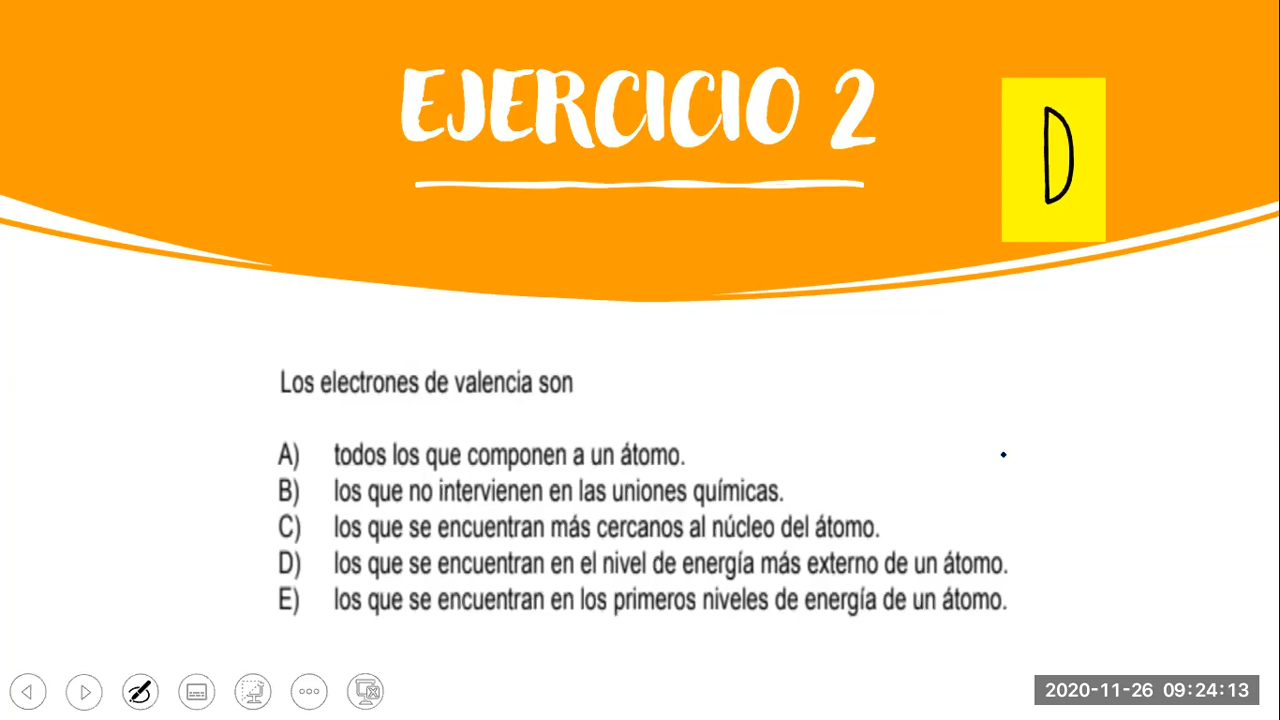 EJERCICIO 2
D
Los electrones de valencia son
A) todos los que componen a un átomo.
B) los que no intervienen en las uniones químicas.
C) los que se encuentran más cercanos al núcleo del átomo.
D) los que se encuentran en el nivel de energía más externo de un átomo.
E) los que se encuentran en los primeros niveles de energía de un átomo.
2020-11-26 09:24:13